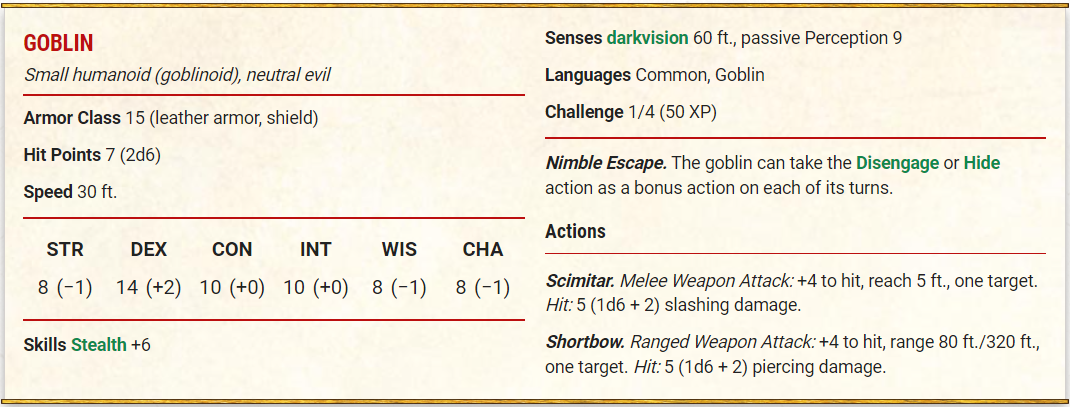 GOBLIN
Small humanoid (goblinoid), neutral evil
Armor Class 15 (leather armor, shield)
Hit Points 7 (2d6)
Speed 30 ft.
STR DEX CON INT WIS CHA
8 (−1) 14 (+2) 10 (+0) 10 (+0) 8 (−1) 8 (−1)
Skills Stealth +6
Senses darkvision 60 ft., passive Perception 9
Languages Common, Goblin
Challenge 1/4 (50 XP)
Nimble Escape. The goblin can take the Disengage or Hide
action as a bonus action on each of its turns.
Actions
Scimitar. Melee Weapon Attack: +4 to hit, reach 5 ft., one target.
Hit: 5 (1d6 + 2) slashing damage.
Shortbow. Ranged Weapon Attack: +4 to hit, range 80 ft./320 ft.,
one target. Hit: 5 (1d6 + 2) piercing damage.